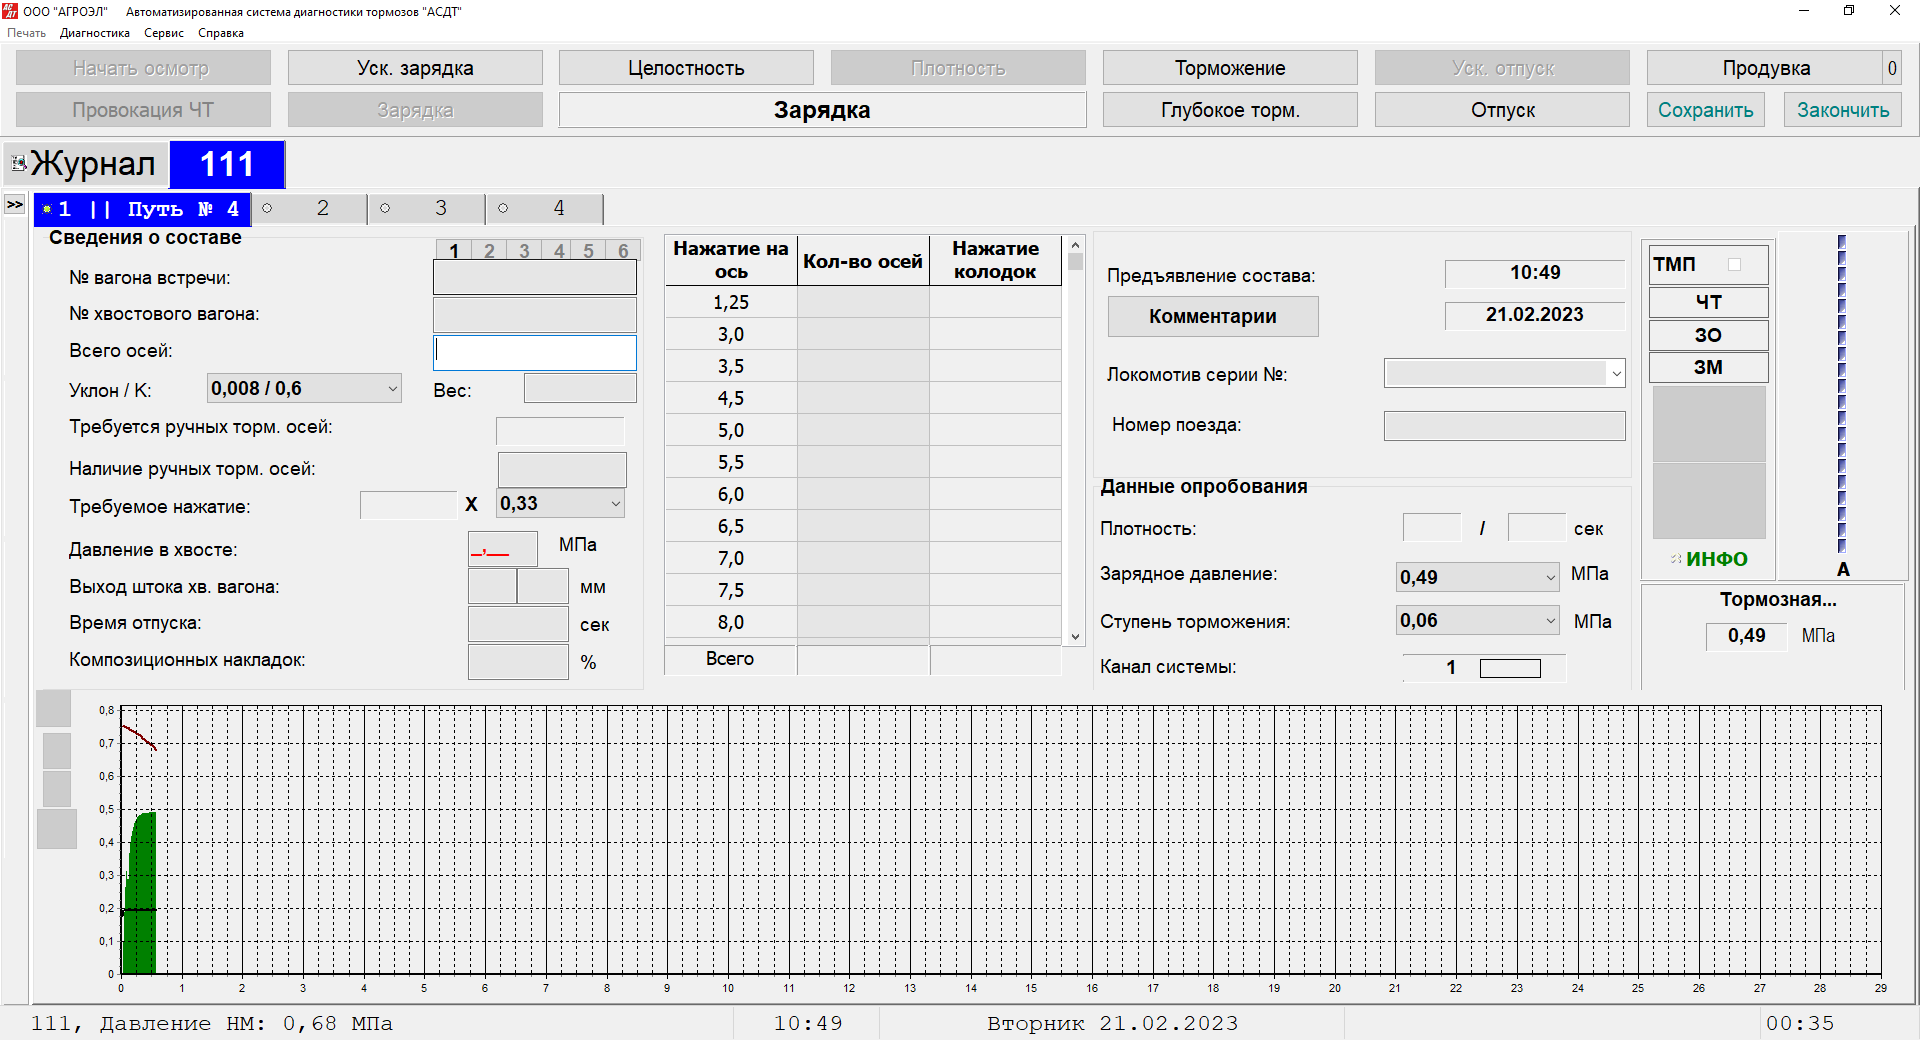 ООО "АГРОЭЛ" Автоматизированная система диагностики тормозов "АСДТ"
Печать Диагностика Сервис Справка
Начать осмотр Уск. зарядка Целостность Плотность Торможение Уск. отпуск Продувка 0
Провокация ЧТ Зарядка Зарядка Глубокое торм. Отпуск Сохранить Закончить
Журнал 111
>> 1 || Путь № 4 2 3 4
Сведения о составе
1 2 3 4 5 6
№ вагона встречи:
№ хвостового вагона:
Всего осей:
Уклон / К: 0,008 / 0,6 Вес:
Требуется ручных торм. осей:
Наличие ручных торм. осей:
Требуемое нажатие: X 0,33
Давление в хвосте: _,__ МПа
Выход штока хв. вагона: мм
Время отпуска: сек
Композиционных накладок: %
Нажатие на ось Кол-во осей Нажатие колодок
1,25
3,0
3,5
4,5
5,0
5,5
6,0
6,5
7,0
7,5
8,0
Всего
Предъявление состава: 10:49
Комментарии 21.02.2023
Локомотив серии №:
Номер поезда:
Данные опробования
Плотность: / сек
Зарядное давление: 0,49 МПа
Ступень торможения: 0,06 МПа
Канал системы: 1
ТМП
ЧТ
ЗО
ЗМ
ИНФО
А
Тормозная...
0,49 МПа
0,8
0,7
0,6
0,5
0,4
0,3
0,2
0,1
0
0 1 2 3 4 5 6 7 8 9 10 11 12 13 14 15 16 17 18 19 20 21 22 23 24 25 26 27 28 29
111, Давление НМ: 0,68 МПа 10:49 Вторник 21.02.2023 00:35